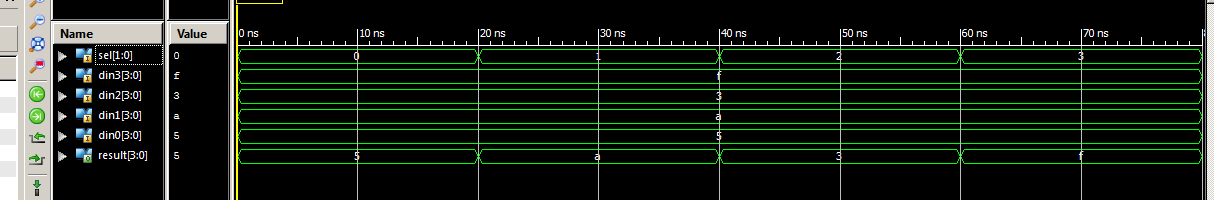 Name Value 0 ns 10 ns 20 ns 30 ns 40 ns 50 ns 60 ns 70 ns
sel[1:0] 0 0 1 2 3
din3[3:0] f f
din2[3:0] 3 3
din1[3:0] a a
din0[3:0] 5 5
result[3:0] 5 5 a 3 f